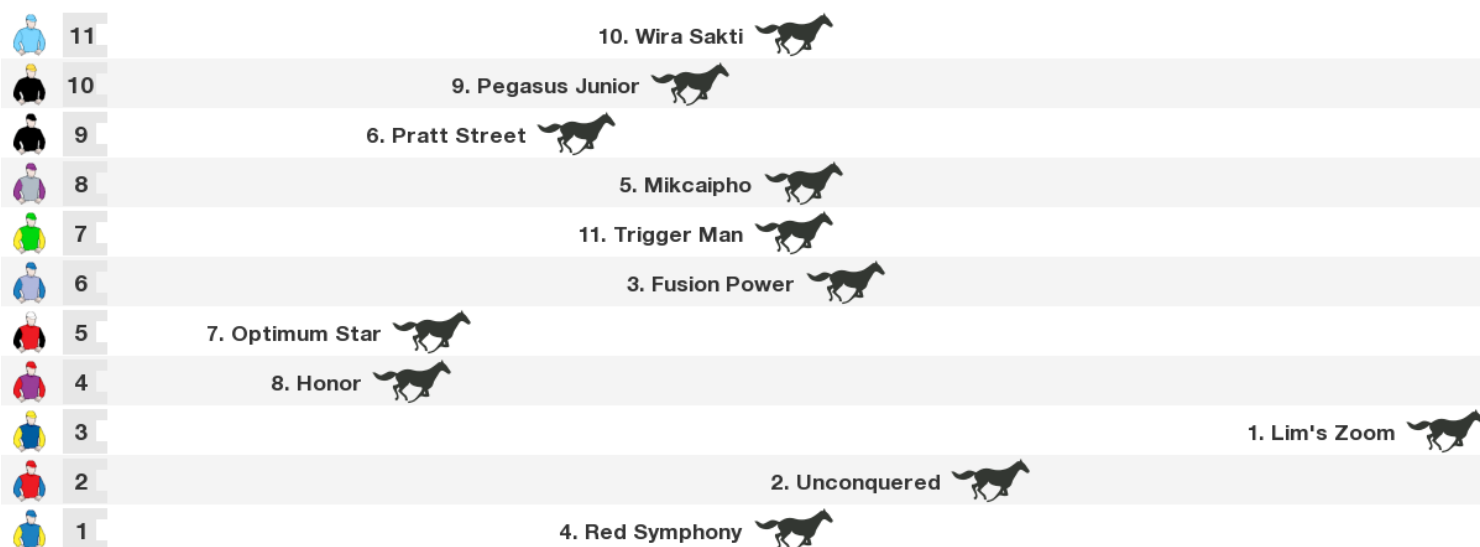 11 10. Wira Sakti
10 9. Pegasus Junior
9 6. Pratt Street
8 5. Mikcaipho
7 11. Trigger Man
6 3. Fusion Power
5 7. Optimum Star
4 8. Honor
3 1. Lim's Zoom
2 2. Unconquered
1 4. Red Symphony